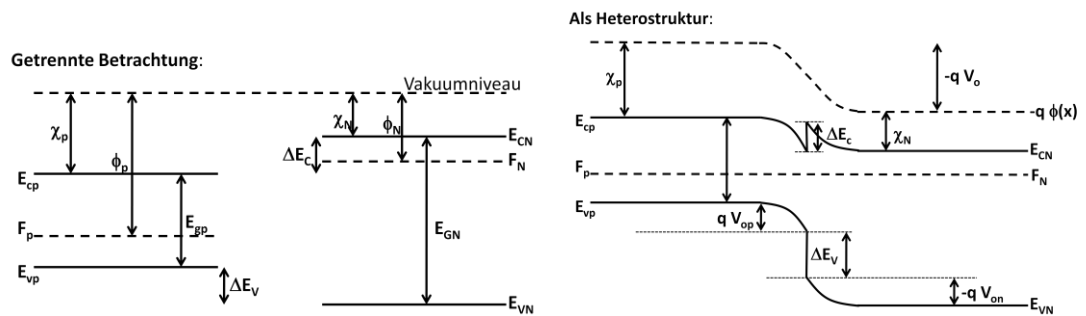 Getrennte Betrachtung:
Vakuumniveau
χp
ϕp
χN
ϕN
ECN
ΔEC
FN
Ecp
Fp
Egp
EGN
Evp
ΔEV
EVN
Als Heterostruktur:
χp
-q Vo
-q ϕ(x)
Ecp
ΔEc
χN
ECN
Fp
FN
Evp
q Vop
ΔEV
-q Von
EVN